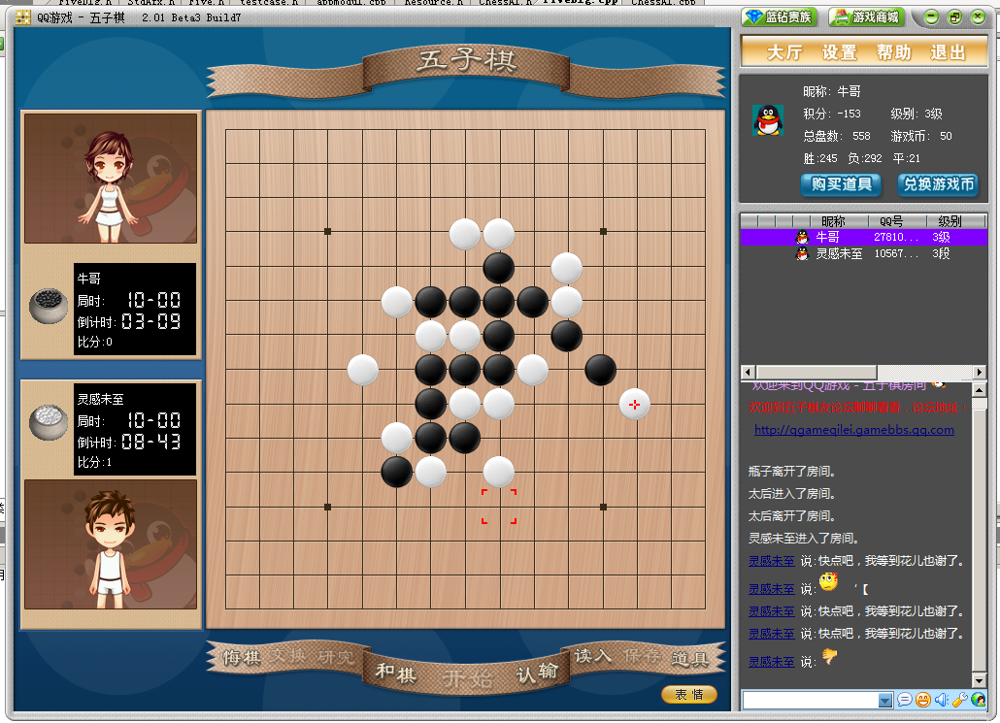 FiveDlg.h StdAfx.h Five.h testcase.h appmodul.cpp Resource.h ChessAI.h FiveDlg.cpp ChessAI.cpp
QQ游戏 - 五子棋 2.01 Beta3 Build7
蓝钻贵族 游戏商城
五子棋
大厅 设置 帮助 退出
昵称: 牛哥
积分: -153 级别: 3级
总盘数: 558 游戏币: 50
胜:245 负:292 平:21
购买道具 兑换游戏币
昵称 QQ号 级别
牛哥 27810... 3级
灵感未至 10567... 3段
牛哥
局时: 10-00
倒计时: 03-09
比分:0
灵感未至
局时: 10-00
倒计时: 08-43
比分:1
欢迎来到QQ游戏 - 五子棋房间
http://qqgameqilei.gamebbs.qq.com
瓶子离开了房间。
太后进入了房间。
太后离开了房间。
灵感未至进入了房间。
灵感未至 说:快点吧，我等到花儿也谢了。
灵感未至 说: ‘【
灵感未至 说:快点吧，我等到花儿也谢了。
灵感未至 说:快点吧，我等到花儿也谢了。
灵感未至 说:
悔棋 交换 研究 和棋 开始 认输 读入 保存 道具
表情